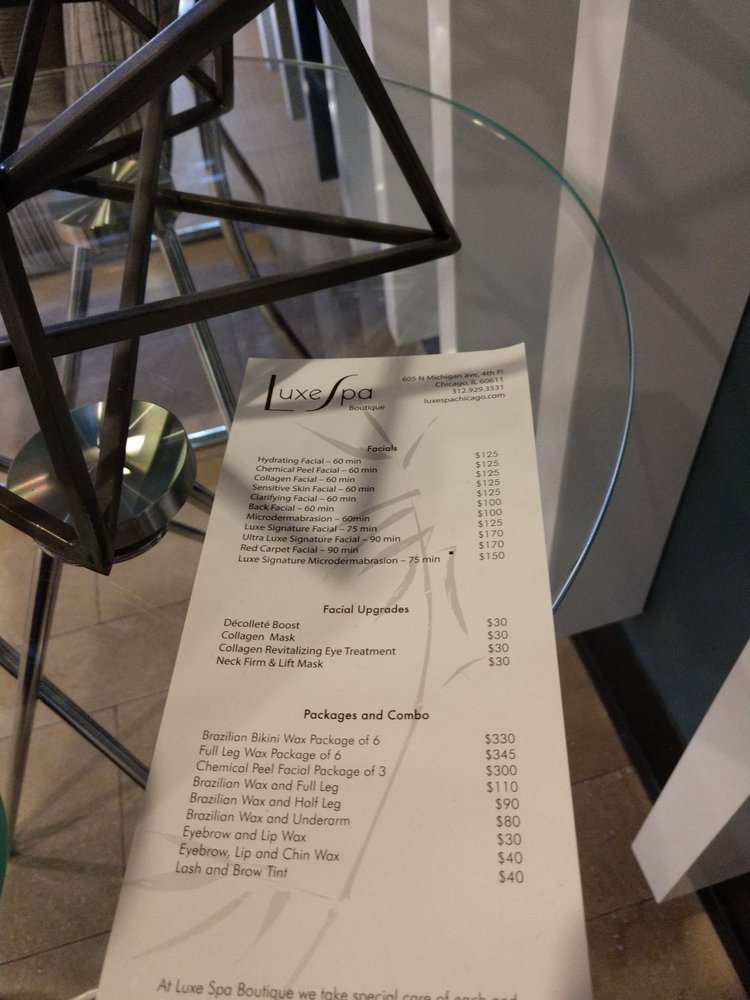 Luxe Spa
Boutique
605 N Michigan ave, 4th Fl
Chicago, IL 60611
312.929.3531
luxespachicago.com
Facials
Hydrating Facial – 60 min $125
Chemical Peel Facial – 60 min $125
Collagen Facial – 60 min $125
Sensitive Skin Facial – 60 min $125
Clarifying Facial – 60 min $125
Back Facial – 60 min $100
Microdermabrasion – 60min $100
Luxe Signature Facial – 75 min $125
Ultra Luxe Signature Facial – 90 min $170
Red Carpet Facial – 90 min $170
Luxe Signature Microdermabrasion – 75 min $150
Facial Upgrades
Décolleté Boost $30
Collagen Mask $30
Collagen Revitalizing Eye Treatment $30
Neck Firm & Lift Mask $30
Packages and Combo
Brazilian Bikini Wax Package of 6 $330
Full Leg Wax Package of 6 $345
Chemical Peel Facial Package of 3 $300
Brazilian Wax and Full Leg $110
Brazilian Wax and Half Leg $90
Brazilian Wax and Underarm $80
Eyebrow and Lip Wax $30
Eyebrow, Lip and Chin Wax $40
Lash and Brow Tint $40
At Luxe Spa Boutique we take special care of each and